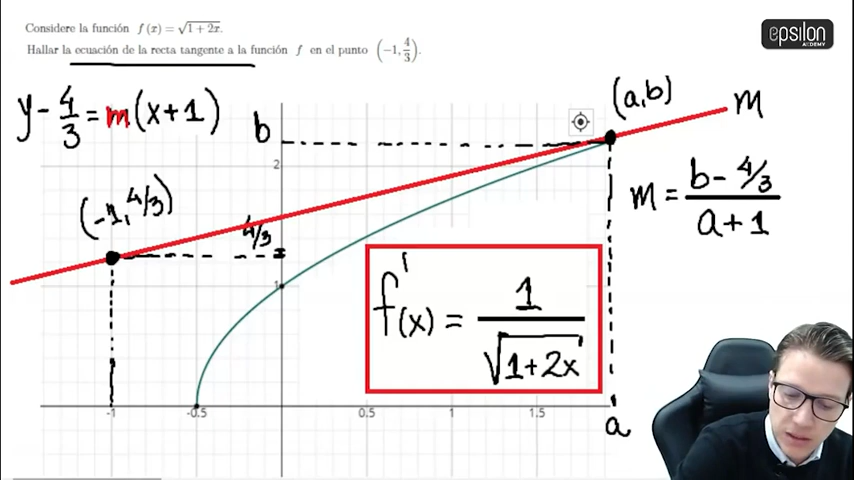 Considere la función f(x) = √1 + 2x.
Hallar la ecuación de la recta tangente a la función f en el punto (-1, 4/3).
epsilon
ACADEMY
y - 4/3 = m(x+1)
(a,b)
m
b
2
m = b - 4/3 / a+1
(-1, 4/3)
4/3
1
f'(x) = 1 / √1+2x
-1
-0.5
0.5
1
1.5
a